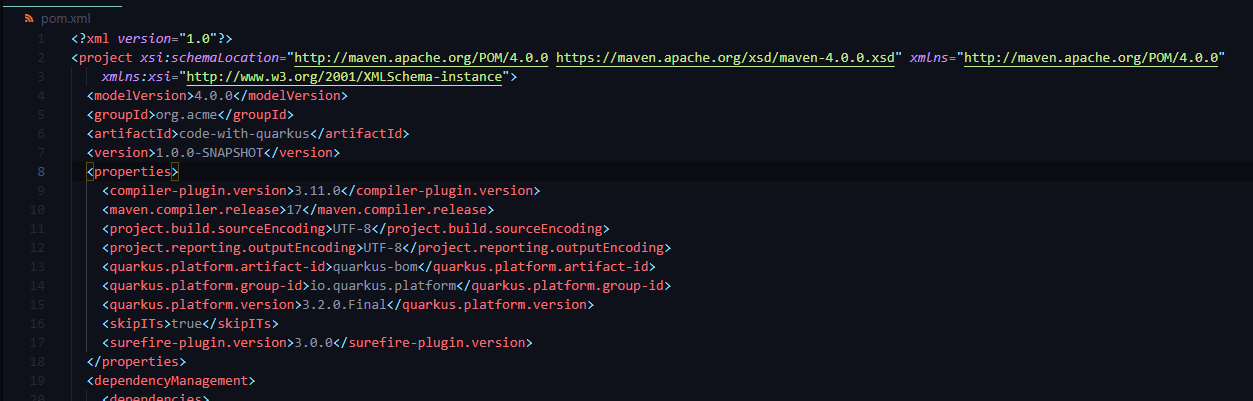 pom.xml
1 <?xml version="1.0"?>
2 <project xsi:schemaLocation="http://maven.apache.org/POM/4.0.0 https://maven.apache.org/xsd/maven-4.0.0.xsd" xmlns="http://maven.apache.org/POM/4.0.0"
3 xmlns:xsi="http://www.w3.org/2001/XMLSchema-instance">
4 <modelVersion>4.0.0</modelVersion>
5 <groupId>org.acme</groupId>
6 <artifactId>code-with-quarkus</artifactId>
7 <version>1.0.0-SNAPSHOT</version>
8 <properties>
9 <compiler-plugin.version>3.11.0</compiler-plugin.version>
10 <maven.compiler.release>17</maven.compiler.release>
11 <project.build.sourceEncoding>UTF-8</project.build.sourceEncoding>
12 <project.reporting.outputEncoding>UTF-8</project.reporting.outputEncoding>
13 <quarkus.platform.artifact-id>quarkus-bom</quarkus.platform.artifact-id>
14 <quarkus.platform.group-id>io.quarkus.platform</quarkus.platform.group-id>
15 <quarkus.platform.version>3.2.0.Final</quarkus.platform.version>
16 <skipITs>true</skipITs>
17 <surefire-plugin.version>3.0.0</surefire-plugin.version>
18 </properties>
19 <dependencyManagement>
20 <dependencies>